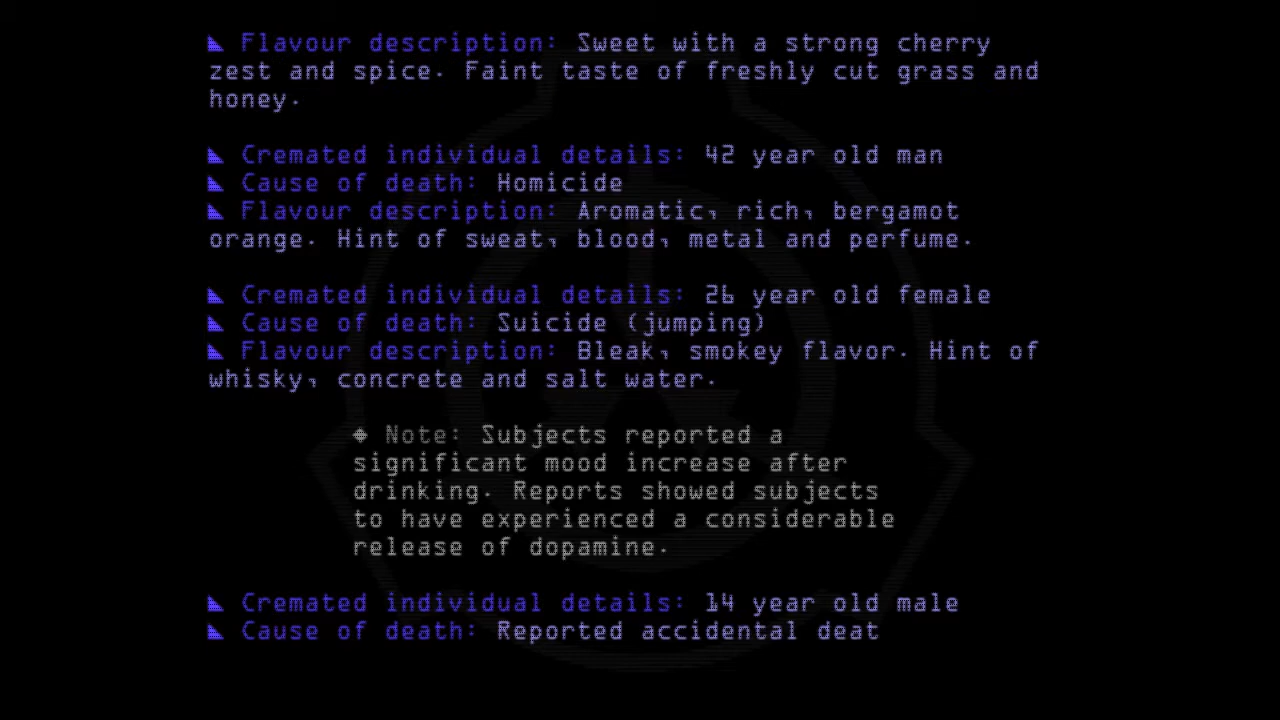 Flavour description: Sweet with a strong cherry
zest and spice. Faint taste of freshly cut grass and
honey.
Cremated individual details: 42 year old man
Cause of death: Homicide
Flavour description: Aromatic, rich, bergamot
orange. Hint of sweat, blood, metal and perfume.
Cremated individual details: 26 year old female
Cause of death: Suicide (jumping)
Flavour description: Bleak, smokey flavor. Hint of
whisky, concrete and salt water.
Note: Subjects reported a
significant mood increase after
drinking. Reports showed subjects
to have experienced a considerable
release of dopamine.
Cremated individual details: 14 year old male
Cause of death: Reported accidental deat